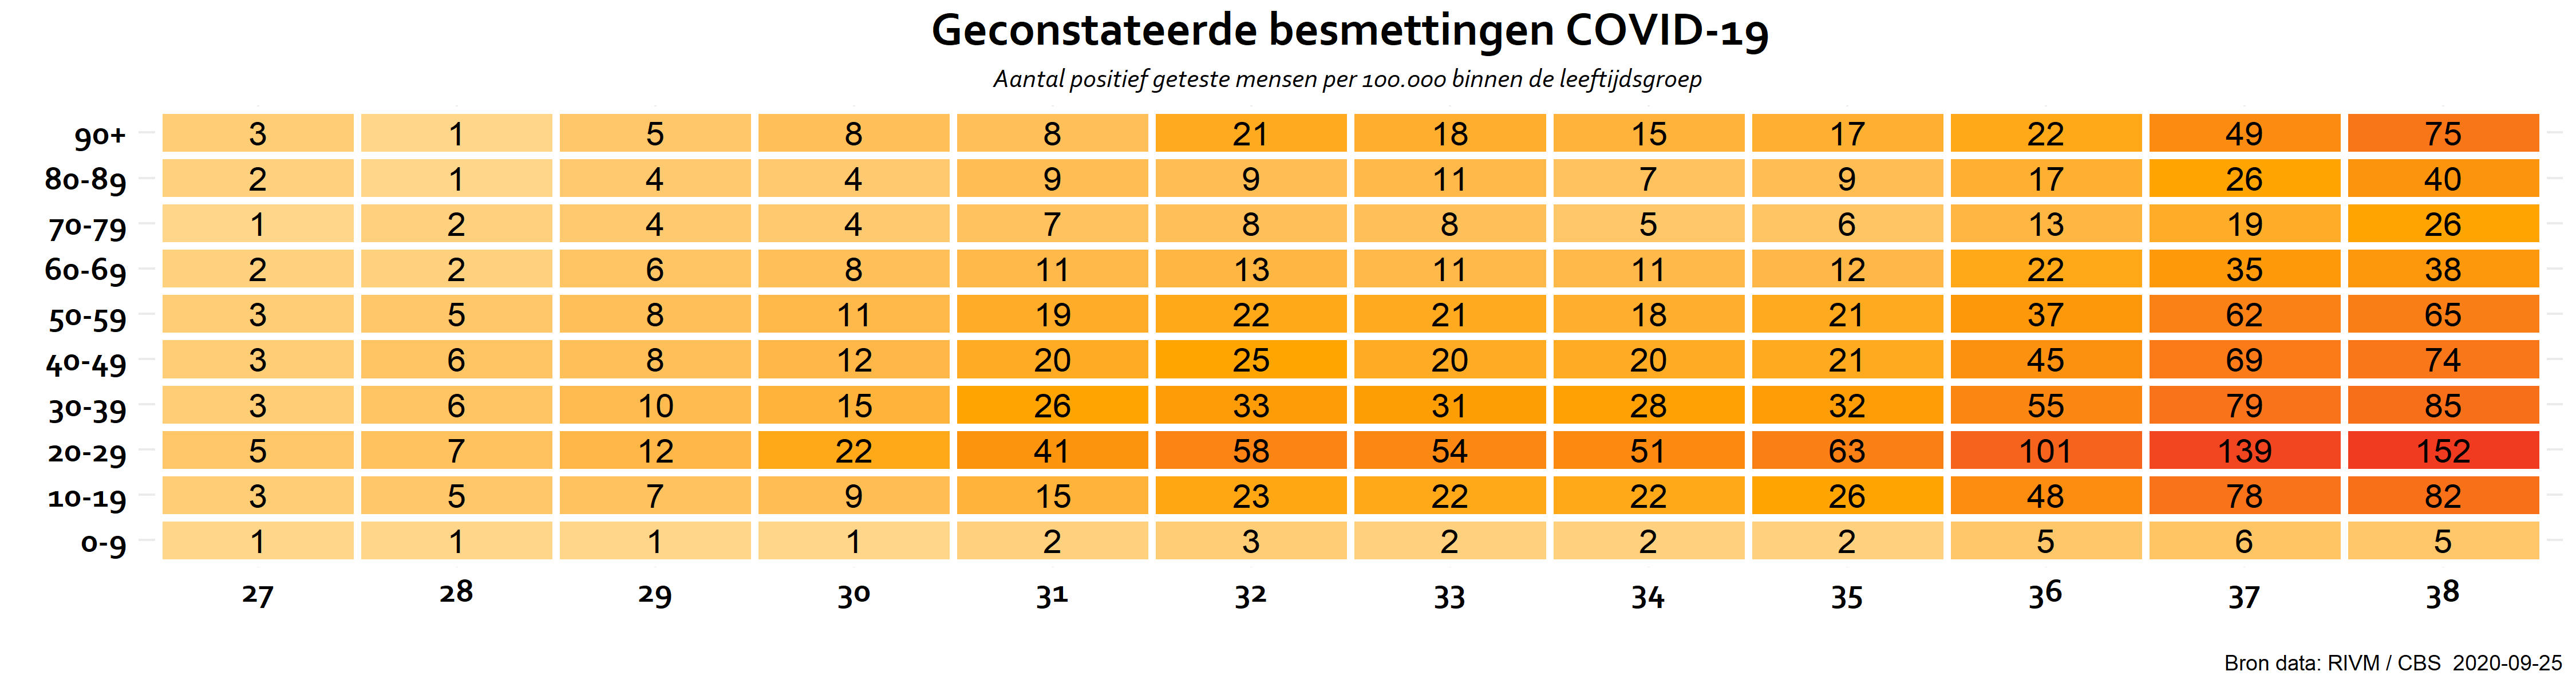 Geconstateerde besmettingen COVID-19
Aantal positief geteste mensen per 100.000 binnen de leeftijdsgroep
90+ 3 1 5 8 8 21 18 15 17 22 49 75
80-89 2 1 4 4 9 9 11 7 9 17 26 40
70-79 1 2 4 4 7 8 8 5 6 13 19 26
60-69 2 2 6 8 11 13 11 11 12 22 35 38
50-59 3 5 8 11 19 22 21 18 21 37 62 65
40-49 3 6 8 12 20 25 20 20 21 45 69 74
30-39 3 6 10 15 26 33 31 28 32 55 79 85
20-29 5 7 12 22 41 58 54 51 63 101 139 152
10-19 3 5 7 9 15 23 22 22 26 48 78 82
0-9 1 1 1 1 2 3 2 2 2 5 6 5
27 28 29 30 31 32 33 34 35 36 37 38
Bron data: RIVM / CBS 2020-09-25